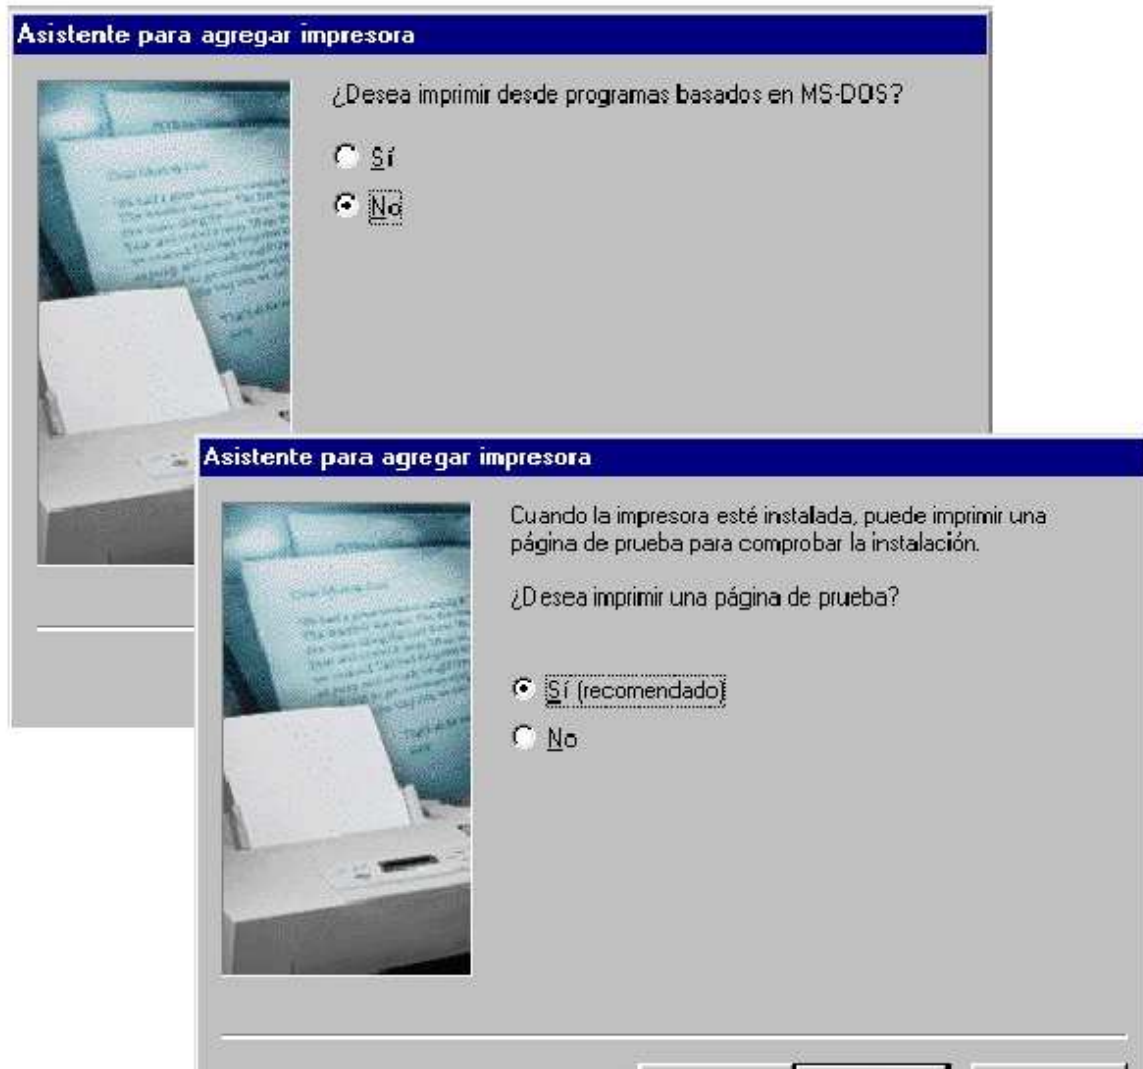 Asistente para agregar impresora
¿Desea imprimir desde programas basados en MS-DOS?
Sí
No
Asistente para agregar impresora
Cuando la impresora esté instalada, puede imprimir una
página de prueba para comprobar la instalación.
¿Desea imprimir una página de prueba?
Sí (recomendado)
No